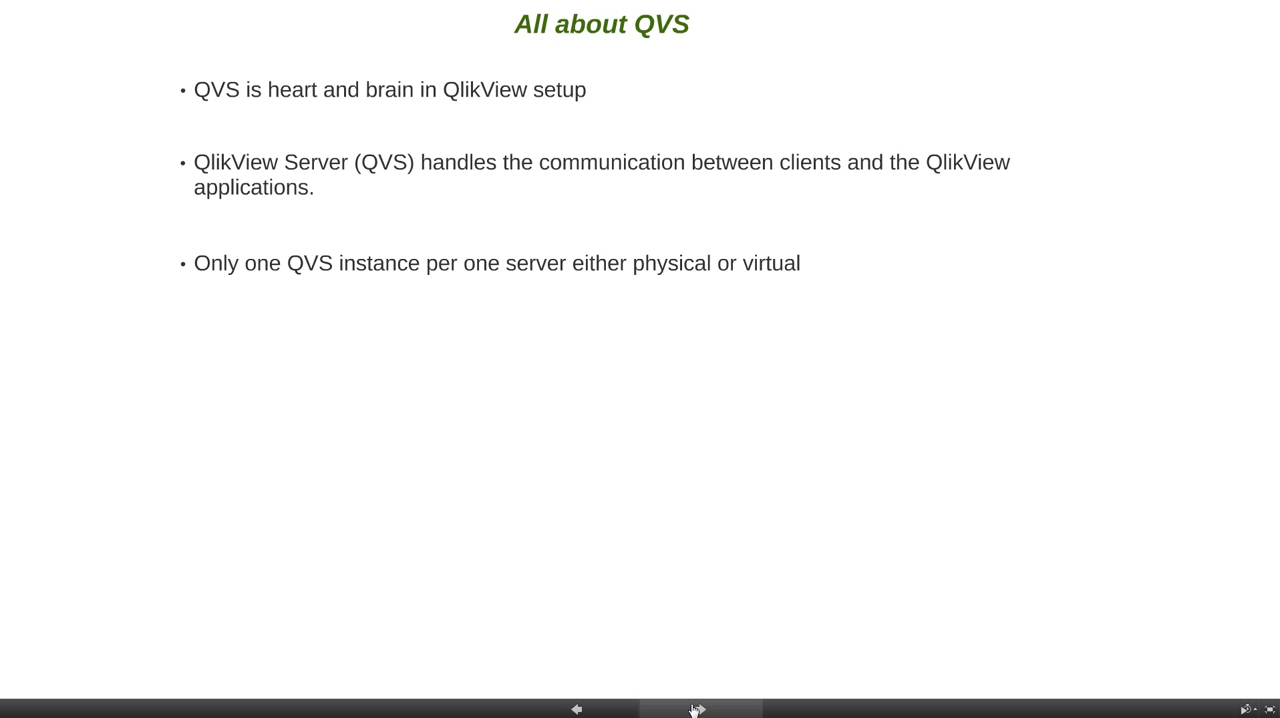 All about QVS
• QVS is heart and brain in QlikView setup
• QlikView Server (QVS) handles the communication between clients and the QlikView
applications.
• Only one QVS instance per one server either physical or virtual